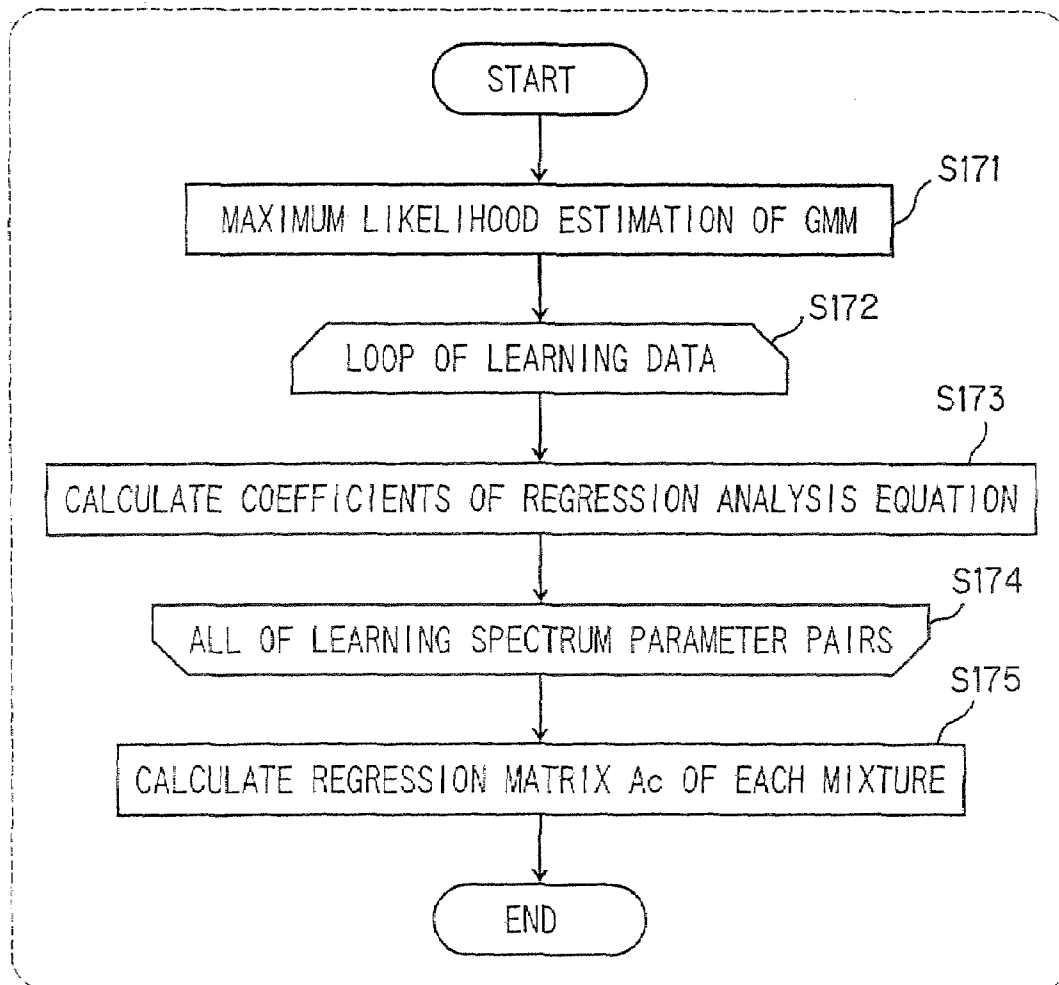 START
S171
MAXIMUM LIKELIHOOD ESTIMATION OF GMM
S172
LOOP OF LEARNING DATA
S173
CALCULATE COEFFICIENTS OF REGRESSION ANALYSIS EQUATION
S174
ALL OF LEARNING SPECTRUM PARAMETER PAIRS
S175
CALCULATE REGRESSION MATRIX Ac OF EACH MIXTURE
END